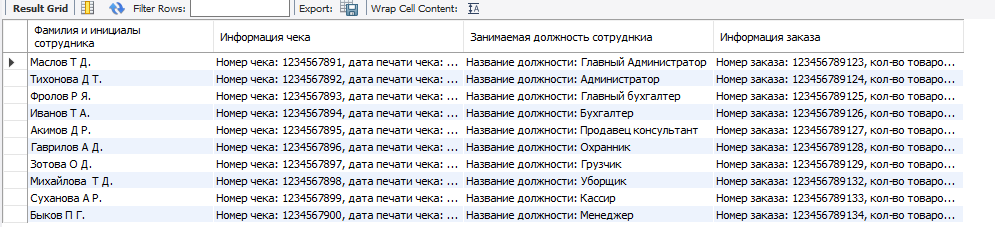 Result Grid Filter Rows: Export: Wrap Cell Content:
Фамилия и инициалы сотрудника Информация чека Занимаемая должность сотруднкиа Информация заказа
Маслов Т Д. Номер чека: 1234567891, дата печати чека: ... Название должности: Главный Администратор Номер заказа: 123456789123, кол-во товаро...
Тихонова Д Т. Номер чека: 1234567892, дата печати чека: ... Название должности: Администратор Номер заказа: 123456789124, кол-во товаро...
Фролов Р Я. Номер чека: 1234567893, дата печати чека: ... Название должности: Главный бухгалтер Номер заказа: 123456789125, кол-во товаро...
Иванов Т А. Номер чека: 1234567894, дата печати чека: ... Название должности: Бухгалтер Номер заказа: 123456789126, кол-во товаро...
Акимов Д Р. Номер чека: 1234567895, дата печати чека: ... Название должности: Продавец консультант Номер заказа: 123456789127, кол-во товаро...
Гаврилов А Д. Номер чека: 1234567896, дата печати чека: ... Название должности: Охранник Номер заказа: 123456789128, кол-во товаро...
Зотова О Д. Номер чека: 1234567897, дата печати чека: ... Название должности: Грузчик Номер заказа: 123456789129, кол-во товаро...
Михайлова  Т Д. Номер чека: 1234567898, дата печати чека: ... Название должности: Уборщик Номер заказа: 123456789132, кол-во товаро...
Суханова А Р. Номер чека: 1234567899, дата печати чека: ... Название должности: Кассир Номер заказа: 123456789133, кол-во товаро...
Быков П Г. Номер чека: 1234567900, дата печати чека: ... Название должности: Менеджер Номер заказа: 123456789134, кол-во товаро...